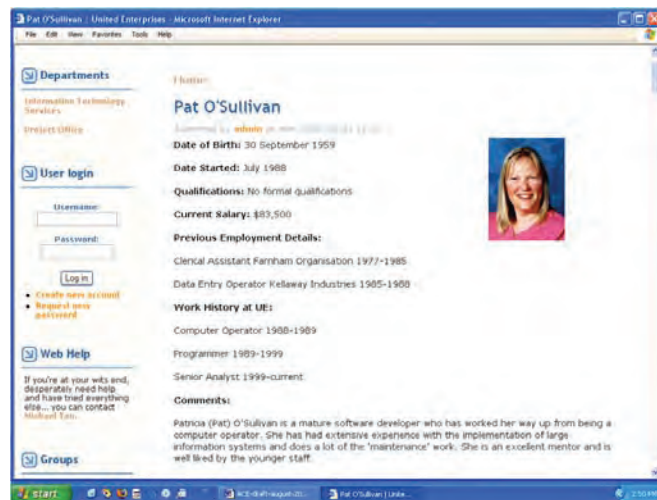 Pat O'Sullivan | United Enterprises - Microsoft Internet Explorer
File Edit View Favorites Tools Help
Departments
Information Technology
Services
Project Office
User login
Username:
Password:
Log in
Create new account
Request new
password
Web Help
If you're at your wits end,
desperately need help
and have tried everything
else... you can contact
Groups
Home
Pat O'Sullivan
admin
Date of Birth: 30 September 1959
Date Started: July 1988
Qualifications: No formal qualifications
Current Salary: $83,500
Previous Employment Details:
Clerical Assistant Farnham Organisation 1977-1985
Data Entry Operator Kellaway Industries 1985-1988
Work History at UE:
Computer Operator 1988-1989
Programmer 1989-1999
Senior Analyst 1999-current
Comments:
Patricia (Pat) O'Sullivan is a mature software developer who has worked her way up from being a
computer operator. She has had extensive experience with the implementation of large
information systems and does a lot of the 'maintenance' work. She is an excellent mentor and is
well liked by the younger staff.
start
Pat O'Sullivan | Unite...
2:50 PM